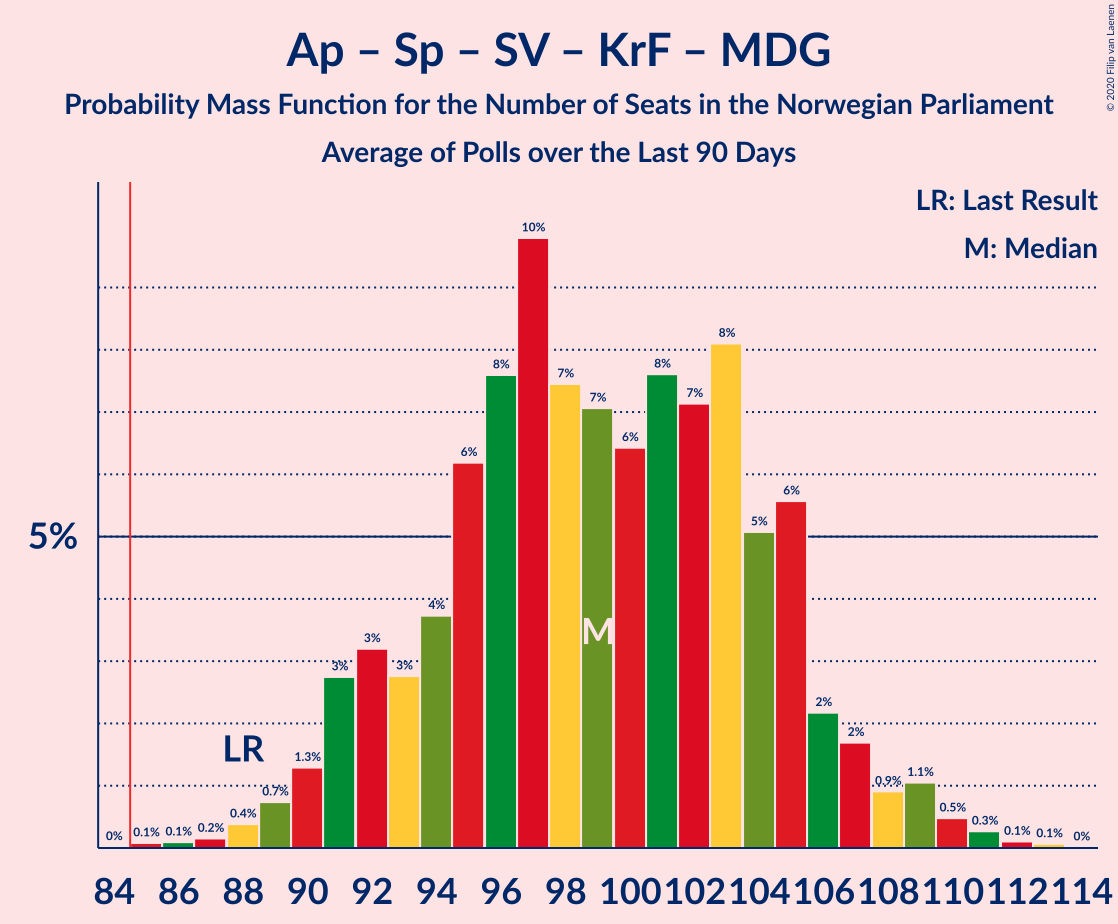 Ap – Sp – SV – KrF – MDG
Probability Mass Function for the Number of Seats in the Norwegian Parliament
Average of Polls over the Last 90 Days
© 2020 Filip van Laenen
LR: Last Result
M: Median
5%
0% 0.1% 0.1% 0.2% 0.4% 0.7% 1.3% 3% 3% 3% 4% 6% 8% 10% 7% 7% 6% 8% 7% 8% 5% 6% 2% 2% 0.9% 1.1% 0.5% 0.3% 0.1% 0.1% 0%
M
LR
84 86 88 90 92 94 96 98 100 102 104 106 108 110 112 114